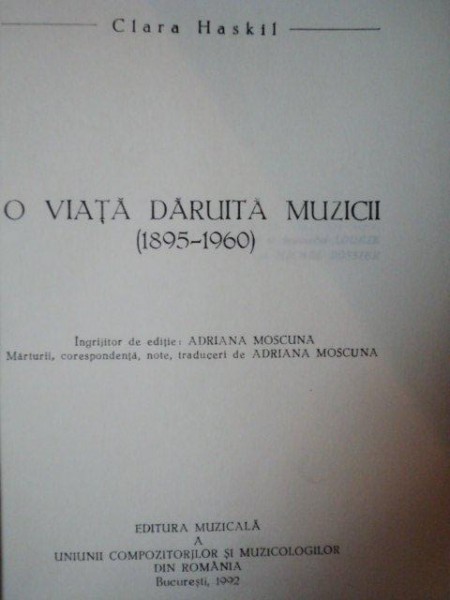 Clara Haskil
O VIAȚĂ DĂRUITĂ MUZICII
(1895-1960)
Îngrijitor de ediție: ADRIANA MOSCUNA
Mărturii, corespondență, note, traduceri de ADRIANA MOSCUNA
EDITURA MUZICALĂ
A
UNIUNII COMPOZITORILOR ȘI MUZICOLOGILOR
DIN ROMÂNIA
București, 1992